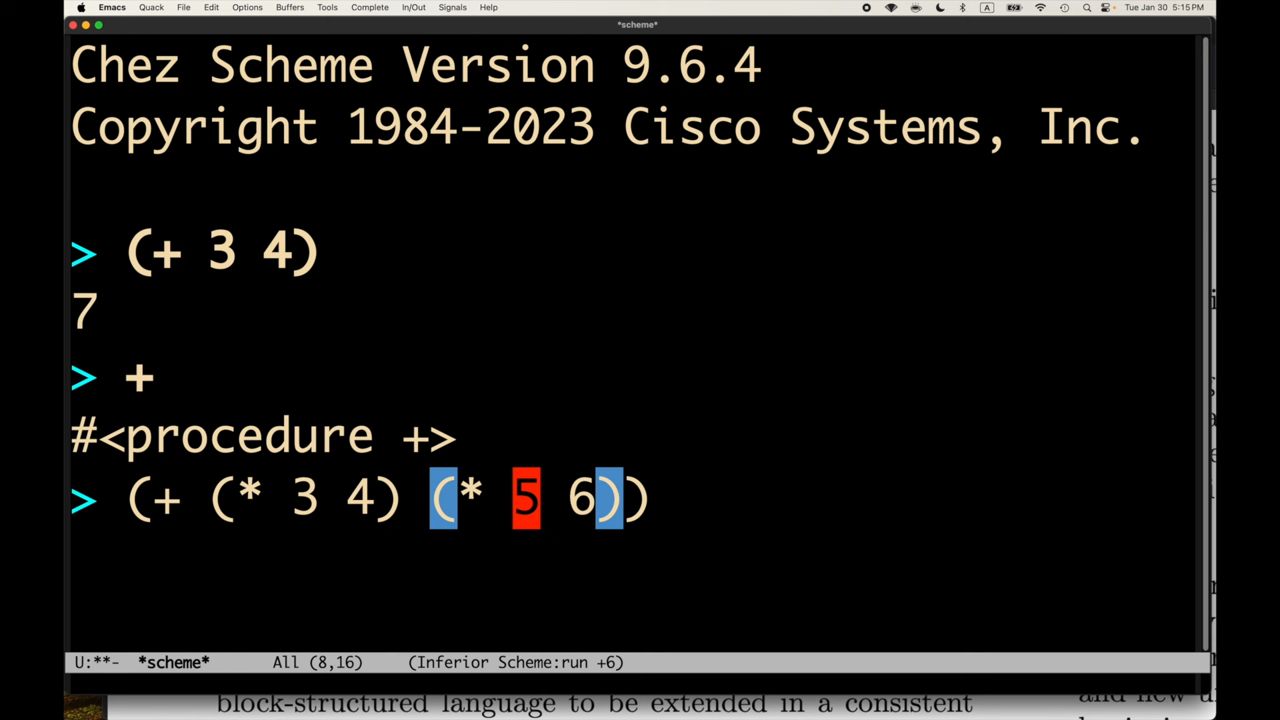 Emacs Quack File Edit Options Buffers Tools Complete In/Out Signals Help A Tue Jan 30 5:15 PM
*scheme*
Chez Scheme Version 9.6.4
Copyright 1984-2023 Cisco Systems, Inc.
> (+ 3 4)
7
> +
#<procedure +>
> (+ (* 3 4) (* 5 6))
U:**- *scheme* All (8,16) (Inferior Scheme:run +6)
block-structured language to be extended in a consistent
and new